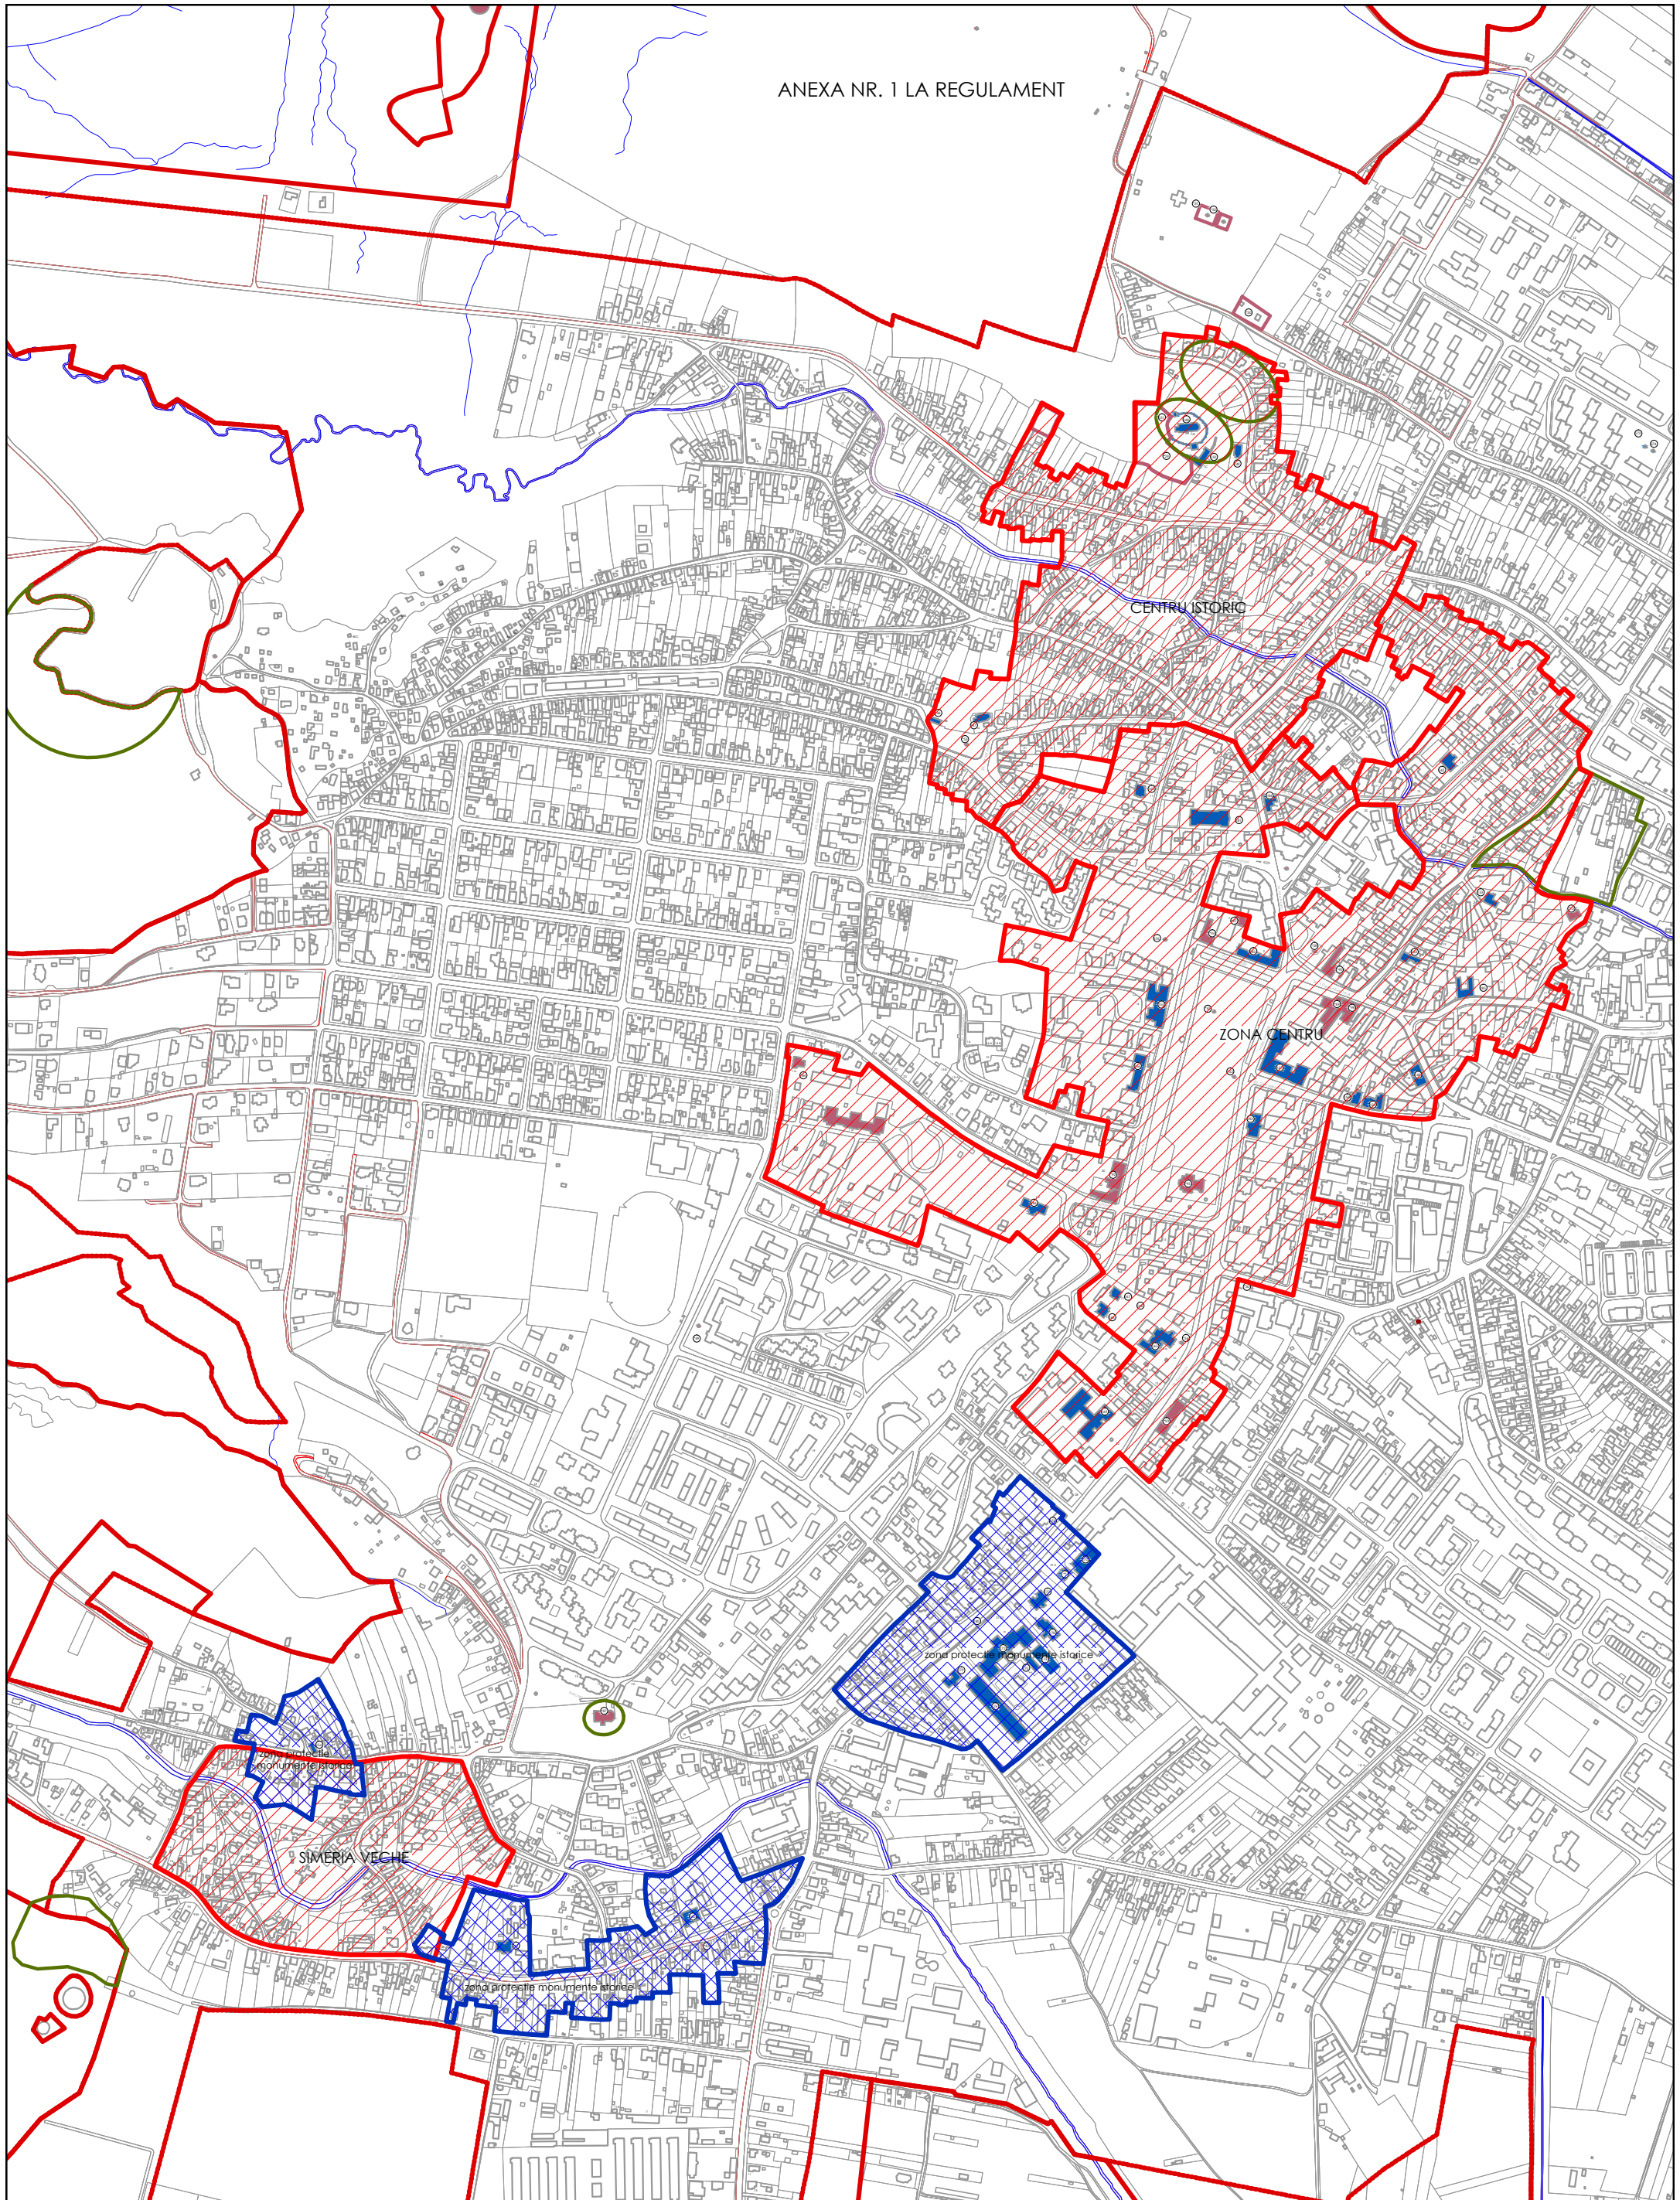 ANEXA NR. 1 LA REGULAMENT
CENTRU ISTORIC
ZONA CENTRU
zona protectie monumente istorice
zona protectie
monumente istorice
SIMERIA VECHE
zona protectie monumente istorice